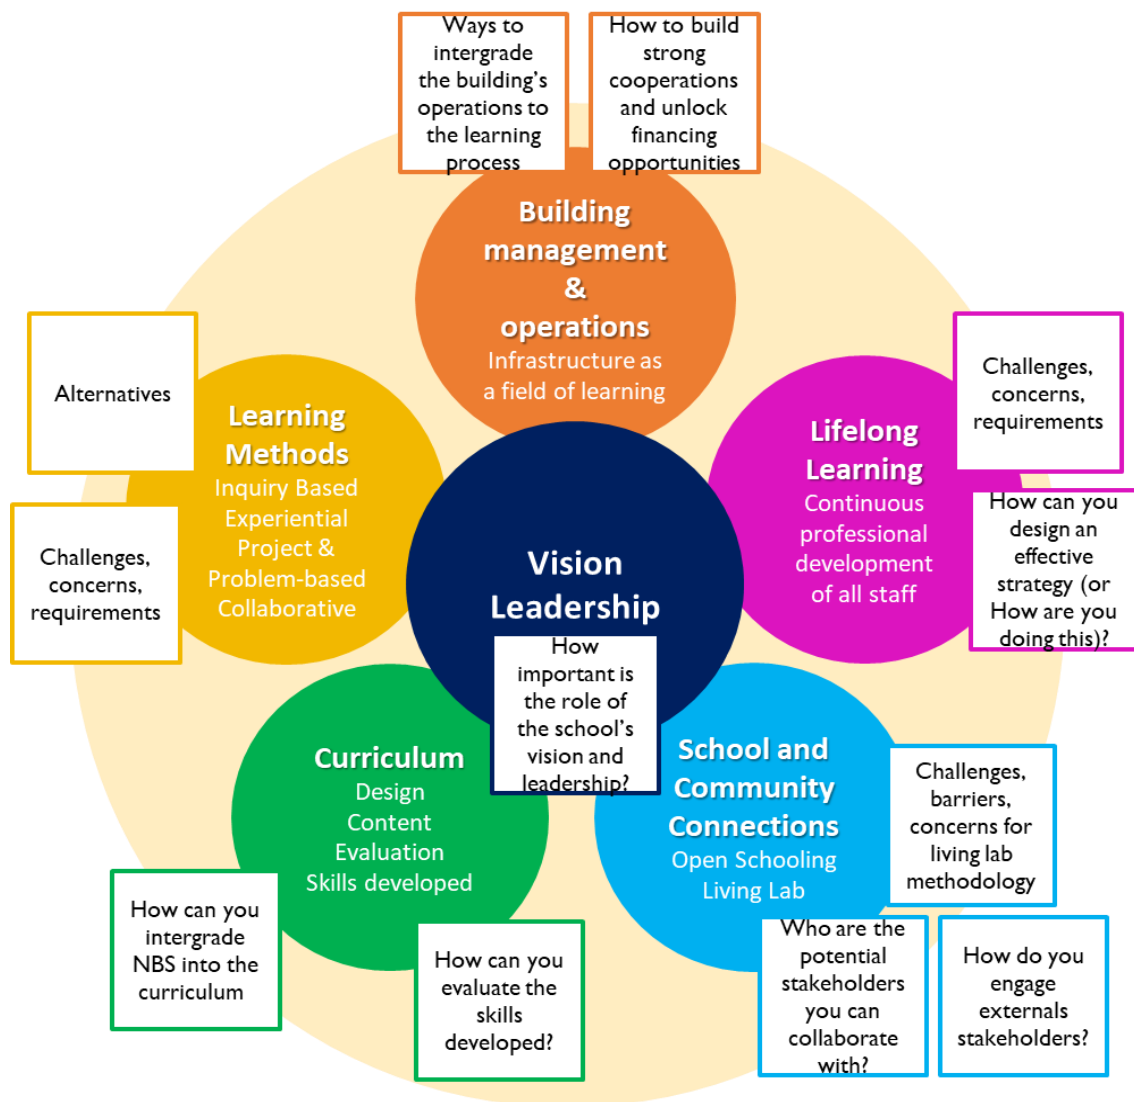 Ways to
intergrade
the building's
operations to
the learning
process
How to build
strong
cooperations
and unlock
financing
opportunities
Building
management
&
operations
Infrastructure as
a field of learning
Alternatives
Challenges,
concerns,
requirements
Learning
Methods
Inquiry Based
Experiential
Project &
Problem-based
Collaborative
Challenges,
concerns,
requirements
How can you
design an
effective
strategy (or
How are you
doing this)?
Lifelong
Learning
Continuous
professional
development
of all staff
Vision
Leadership
How
important is
the role of
the school's
vision and
leadership?
Curriculum
Design
Content
Evaluation
Skills developed
How can you
intergrade
NBS into the
curriculum
How can you
evaluate the
skills
developed?
School and
Community
Connections
Open Schooling
Living Lab
Challenges,
barriers,
concerns for
living lab
methodology
Who are the
potential
stakeholders
you can
collaborate
with?
How do you
engage
externals
stakeholders?